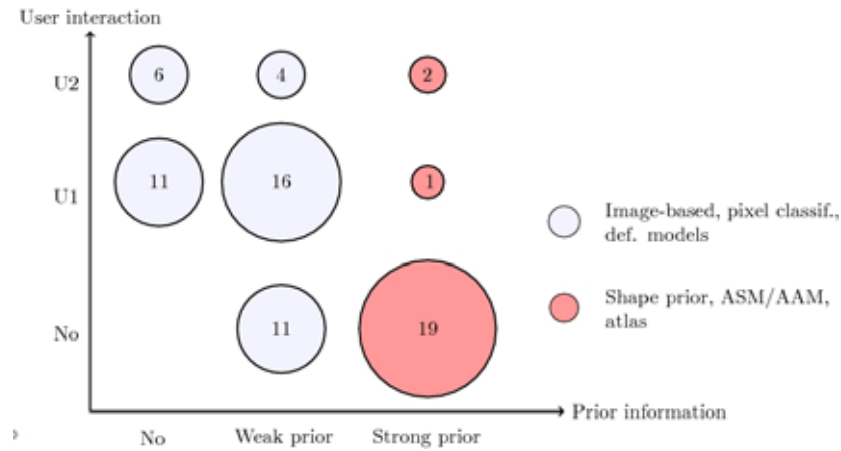 User interaction
U2
6
4
2
U1
11
16
1
Image-based, pixel classif.,
def. models
Shape prior, ASM/AAM,
atlas
No
11
19
Prior information
No
Weak prior
Strong prior